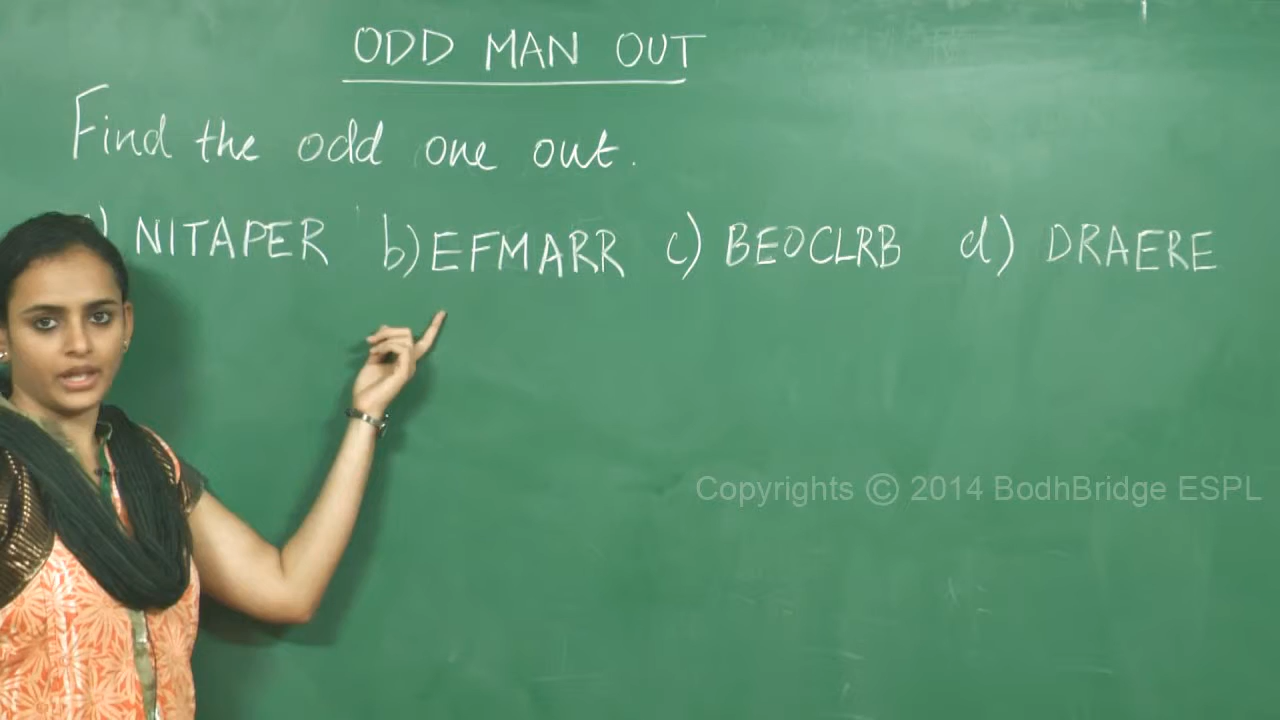 ODD MAN OUT
Find the odd one out.
) NITAPER b) EFMARR c) BEOCLRB d) DRAERE
Copyrights © 2014 BodhBridge ESPL